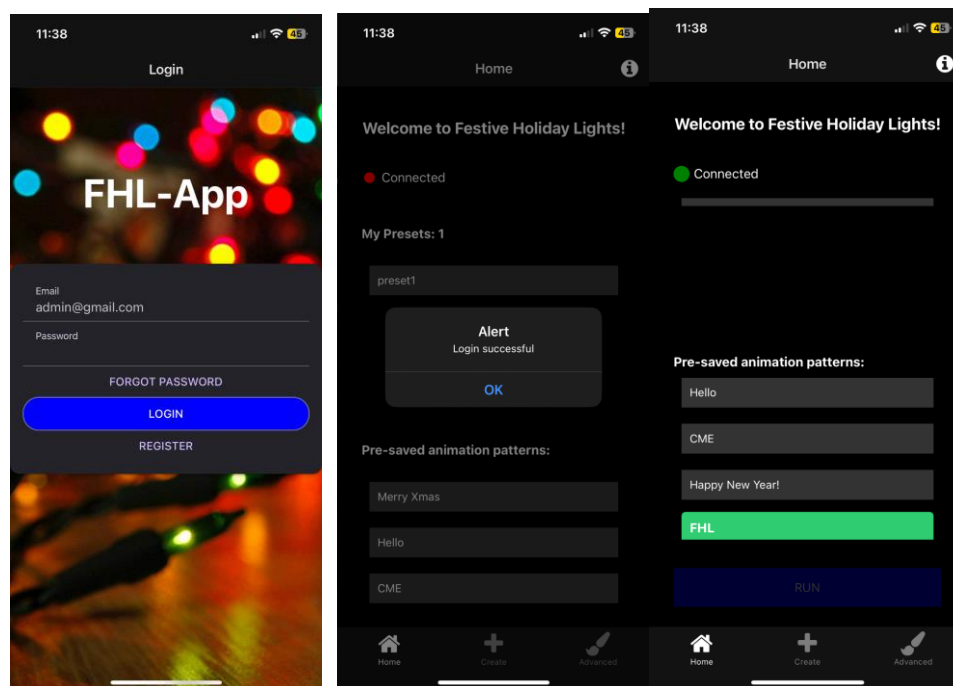 11:38
45
Login
FHL-App
Email
admin@gmail.com
Password
FORGOT PASSWORD
LOGIN
REGISTER
11:38
45
Home
Welcome to Festive Holiday Lights!
Connected
My Presets: 1
preset1
Alert
Login successful
OK
Pre-saved animation patterns:
Merry Xmas
Hello
CME
Home
Create
Advanced
11:38
45
Home
Welcome to Festive Holiday Lights!
Connected
Pre-saved animation patterns:
Hello
CME
Happy New Year!
FHL
RUN
Home
Create
Advanced